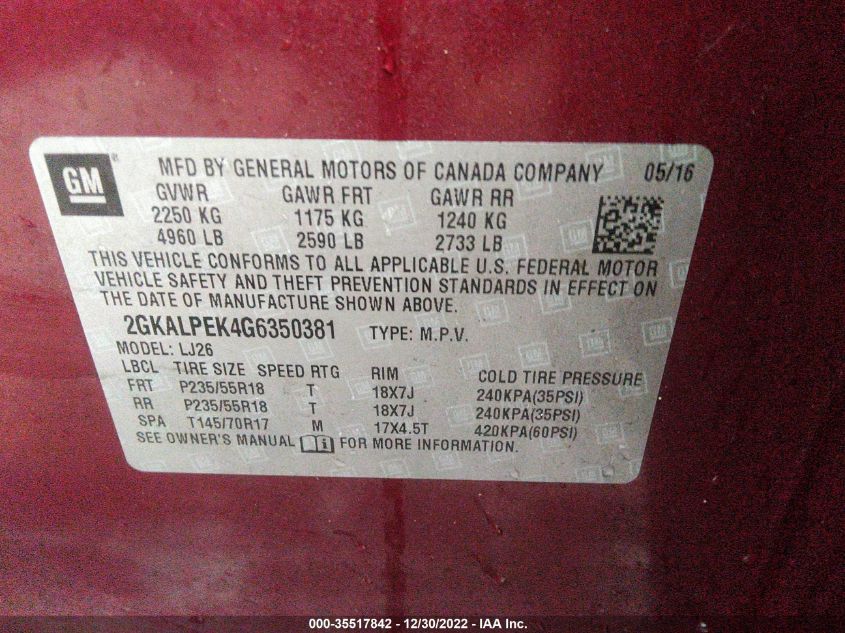 GM MFD BY GENERAL MOTORS OF CANADA COMPANY 05/16
GVWR GAWR FRT GAWR RR
2250 KG 1175 KG 1240 KG
4960 LB 2590 LB 2733 LB
THIS VEHICLE CONFORMS TO ALL APPLICABLE U.S. FEDERAL MOTOR
VEHICLE SAFETY AND THEFT PREVENTION STANDARDS IN EFFECT ON
THE DATE OF MANUFACTURE SHOWN ABOVE.
2GKALPEK4G6350381 TYPE: M.P.V.
MODEL: LJ26
LBCL TIRE SIZE SPEED RTG RIM COLD TIRE PRESSURE
FRT P235/55R18 T 18X7J 240KPA(35PSI)
RR P235/55R18 T 18X7J 240KPA(35PSI)
SPA T145/70R17 M 17X4.5T 420KPA(60PSI)
SEE OWNER'S MANUAL FOR MORE INFORMATION.
000-35517842 - 12/30/2022 - IAA Inc.